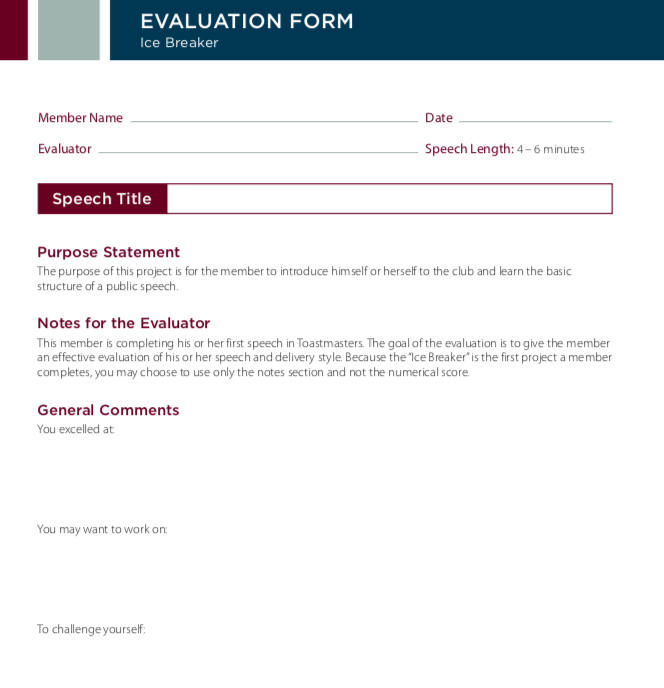 EVALUATION FORM
Ice Breaker
Member Name
Date
Evaluator
Speech Length: 4 – 6 minutes
Speech Title
Purpose Statement
The purpose of this project is for the member to introduce himself or herself to the club and learn the basic
structure of a public speech.
Notes for the Evaluator
This member is completing his or her first speech in Toastmasters. The goal of the evaluation is to give the member
an effective evaluation of his or her speech and delivery style. Because the “Ice Breaker” is the first project a member
completes, you may choose to use only the notes section and not the numerical score.
General Comments
You excelled at:
You may want to work on:
To challenge yourself: